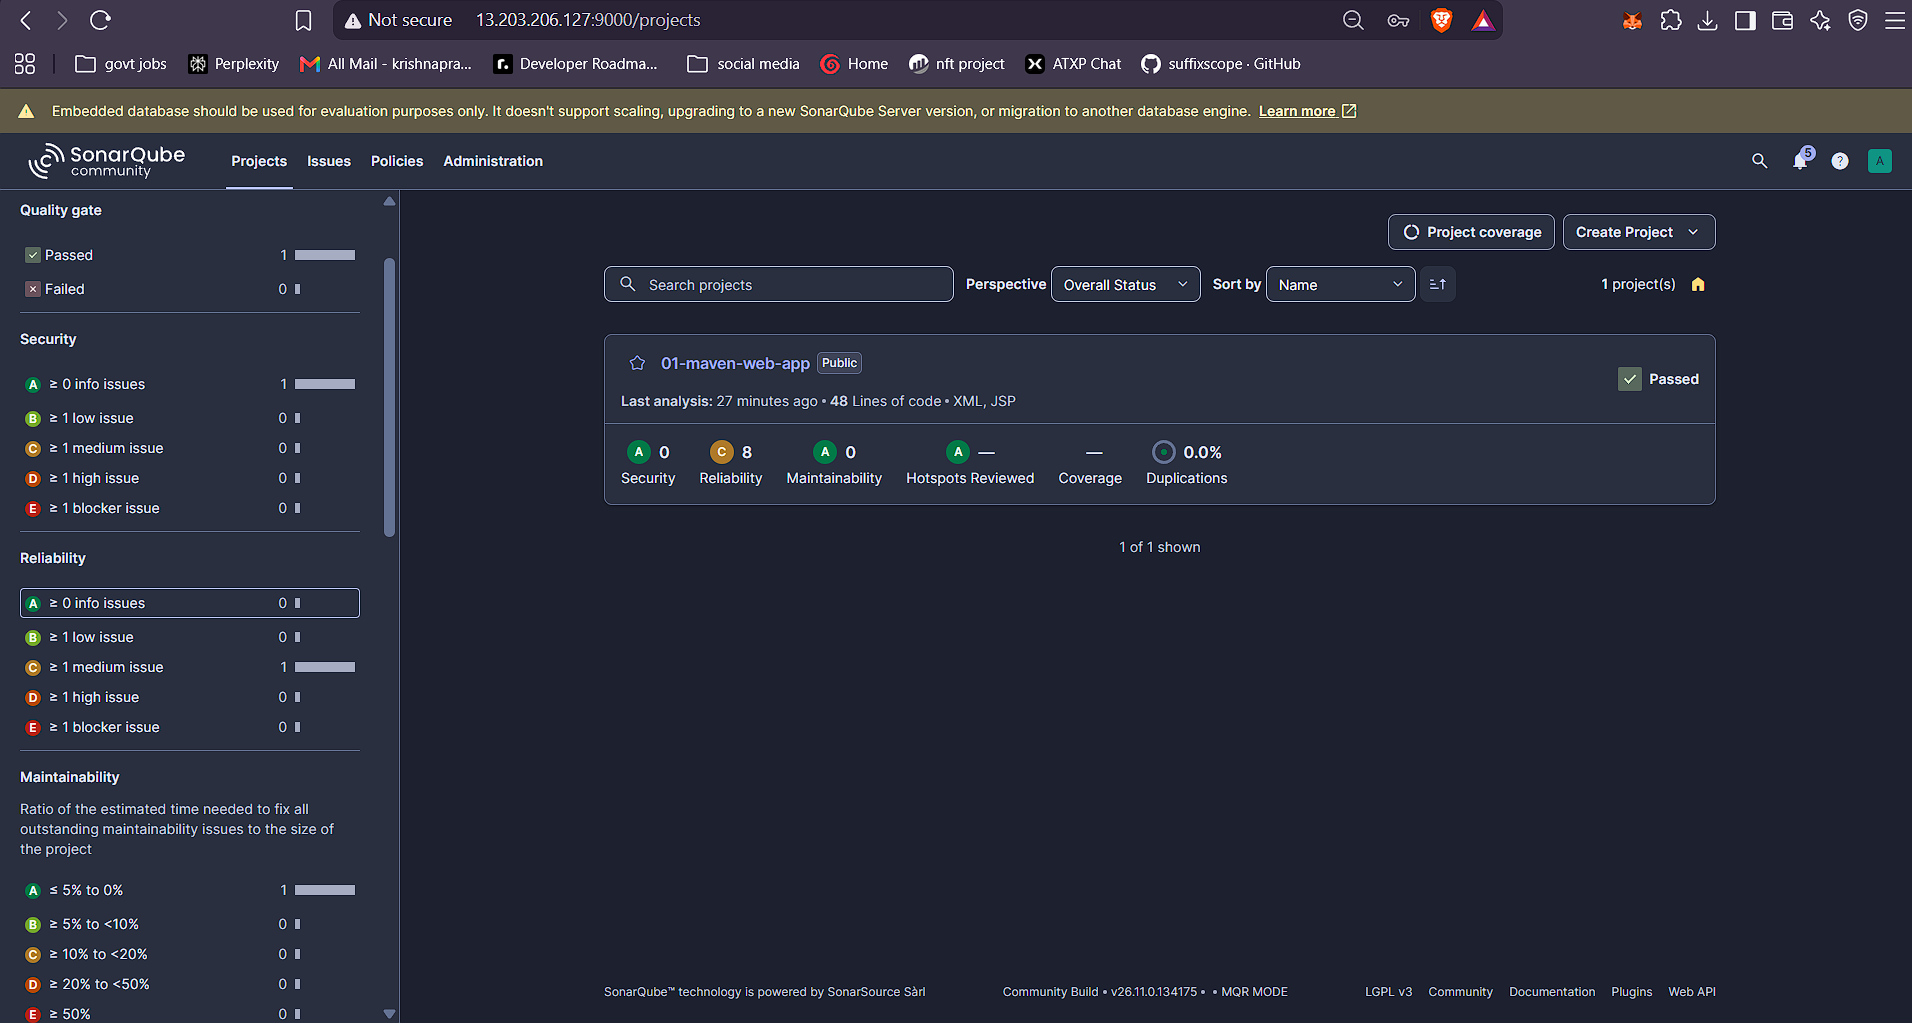 Not secure 13.203.206.127:9000/projects
govt jobs Perplexity All Mail - krishnapra... Developer Roadma... social media Home nft project ATXP Chat suffixscope · GitHub
Embedded database should be used for evaluation purposes only. It doesn't support scaling, upgrading to a new SonarQube Server version, or migration to another database engine. Learn more
SonarQube community Projects Issues Policies Administration 5 ? A
Quality gate
Passed 1
Failed 0
Security
A ≥ 0 info issues 1
B ≥ 1 low issue 0
C ≥ 1 medium issue 0
D ≥ 1 high issue 0
E ≥ 1 blocker issue 0
Reliability
A ≥ 0 info issues 0
B ≥ 1 low issue 0
C ≥ 1 medium issue 1
D ≥ 1 high issue 0
E ≥ 1 blocker issue 0
Maintainability
Ratio of the estimated time needed to fix all
outstanding maintainability issues to the size of
the project
A ≤ 5% to 0% 1
B ≥ 5% to <10% 0
C ≥ 10% to <20% 0
D ≥ 20% to <50% 0
E ≥ 50% 0
Project coverage Create Project
Search projects Perspective Overall Status Sort by Name 1 project(s)
01-maven-web-app Public
Passed
Last analysis: 27 minutes ago • 48 Lines of code • XML, JSP
A 0 C 8 A 0 A — — 0.0%
Security Reliability Maintainability Hotspots Reviewed Coverage Duplications
1 of 1 shown
SonarQube™ technology is powered by SonarSource Sàrl Community Build • v26.11.0.134175 • • MQR MODE LGPL v3 Community Documentation Plugins Web API